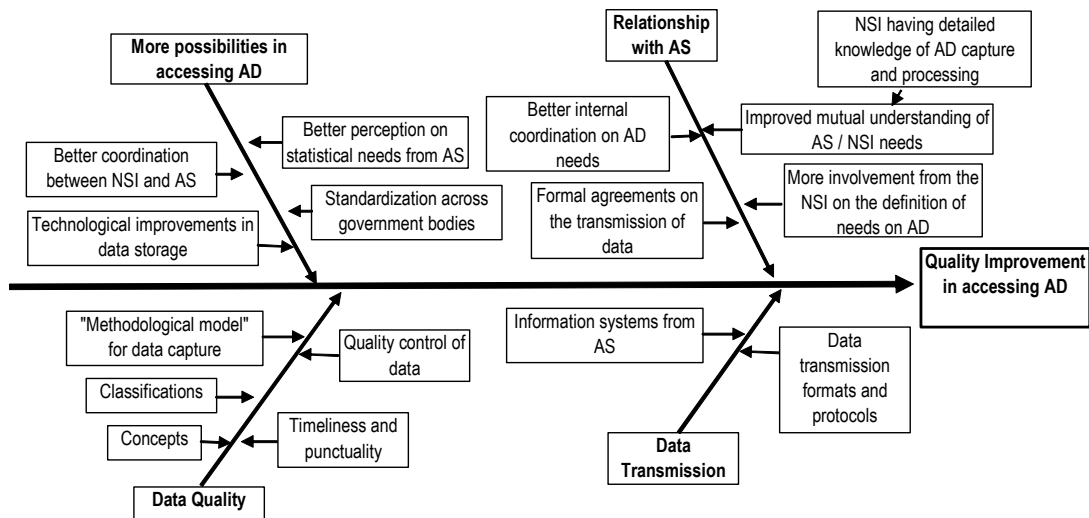 More possibilities in
accessing AD
Relationship
with AS
NSI having detailed
knowledge of AD capture
and processing
Better perception on
statistical needs from AS
Better coordination
between NSI and AS
Standardization across
government bodies
Technological improvements in
data storage
Better internal
coordination on AD
needs
Improved mutual understanding of
AS / NSI needs
Formal agreements on
the transmission of
data
More involvement from the
NSI on the definition of
needs on AD
Quality Improvement
in accessing AD
"Methodological model"
for data capture
Quality control of
data
Classifications
Concepts
Timeliness and
punctuality
Data Quality
Information systems from
AS
Data
transmission
formats and
protocols
Data
Transmission